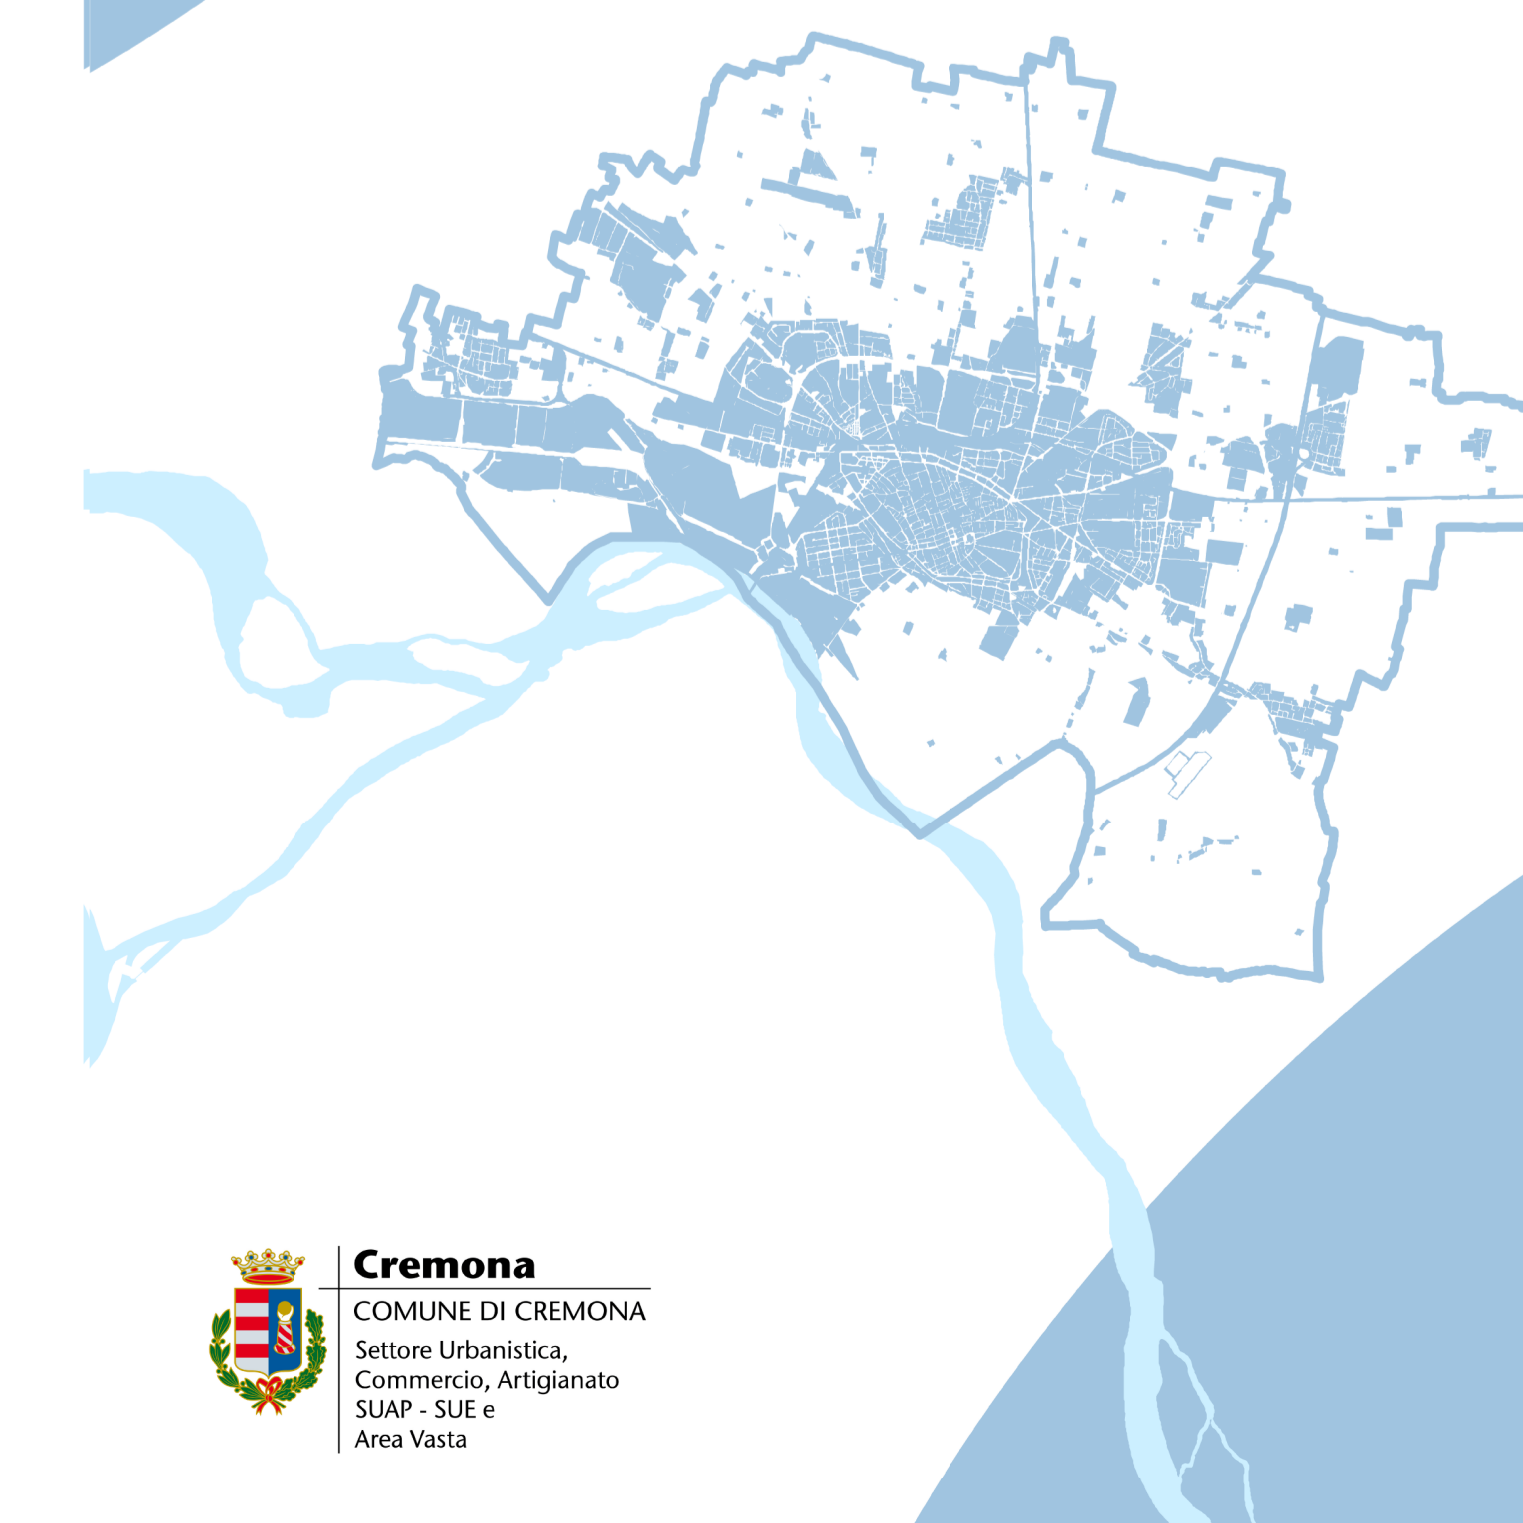 Cremona
COMUNE DI CREMONA
Settore Urbanistica,
Commercio, Artigianato
SUAP - SUE e
Area Vasta